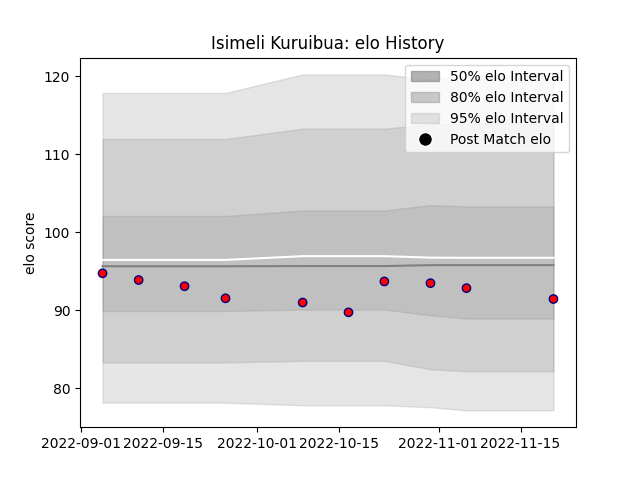 Isimeli Kuruibua: elo History
50% elo Interval
80% elo Interval
95% elo Interval
Post Match elo
elo score
120
110
100
90
80
2022-09-01 2022-09-15 2022-10-01 2022-10-15 2022-11-01 2022-11-15